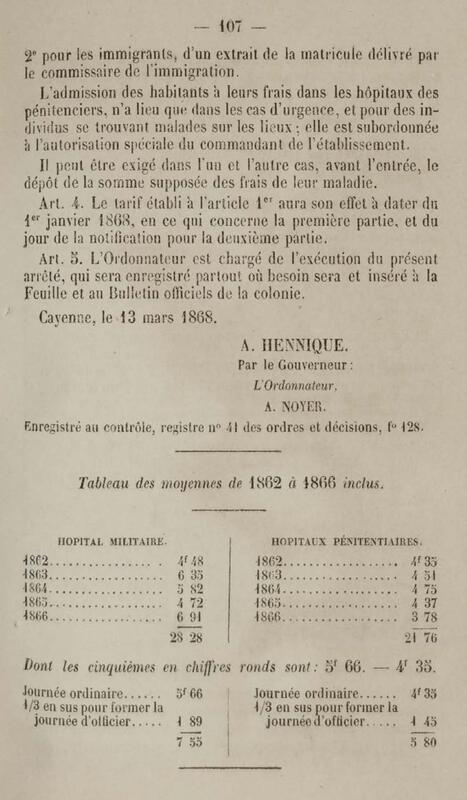 — 107 —
2e pour les immigrants, d'un extrait de la matricule délivré par
le commissaire de l'immigration.
L'admission des habitants à leurs frais dans les hôpitaux des
pénitenciers, n'a lieu que dans les cas d'urgence, et pour des in-
dividus se trouvant malades sur les lieux ; elle est subordonnée
à l'autorisation spéciale du commandant de l'établissement.
Il peut être exigé dans l'un et l'autre cas, avant l'entrée, le
dépôt de la somme supposée des frais de leur maladie.
Art. 4. Le tarif établi à l'article 1er aura son effet à dater du
1er janvier 1868, en ce qui concerne la première partie, et du
jour de la notification pour la deuxième partie.
Art. 5. L'Ordonnateur est chargé de l'exécution du présent
arrêté, qui sera enregistré partout où besoin sera et inséré à la
Feuille et au Bulletin officiels de la colonie.
Cayenne, le 13 mars 1868.
A. HENNIQUE.
Par le Gouverneur :
L'Ordonnateur,
A. NOYER.
Enregistré au contrôle, registre no 41 des ordres et décisions, fo 128.
Tableau des moyennes de 1862 à 1866 inclus.
HOPITAL MILITAIRE.
1862.................... 4f 48
1863.................... 6 35
1864.................... 5 82
1865.................... 4 72
1866.................... 6 91
28 28
HOPITAUX PÉNITENTIAIRES.
1862.................... 4f 35
1863.................... 4 51
1864.................... 4 75
1865.................... 4 37
1866.................... 3 78
21 76
Dont les cinquièmes en chiffres ronds sont : 5f 66. — 4f 35.
Journée ordinaire...... 5f 66
1/3 en sus pour former la
journée d'officier..... 1 89
7 55
Journée ordinaire...... 4f 35
1/3 en sus pour former la
journée d'officier..... 1 45
5 80